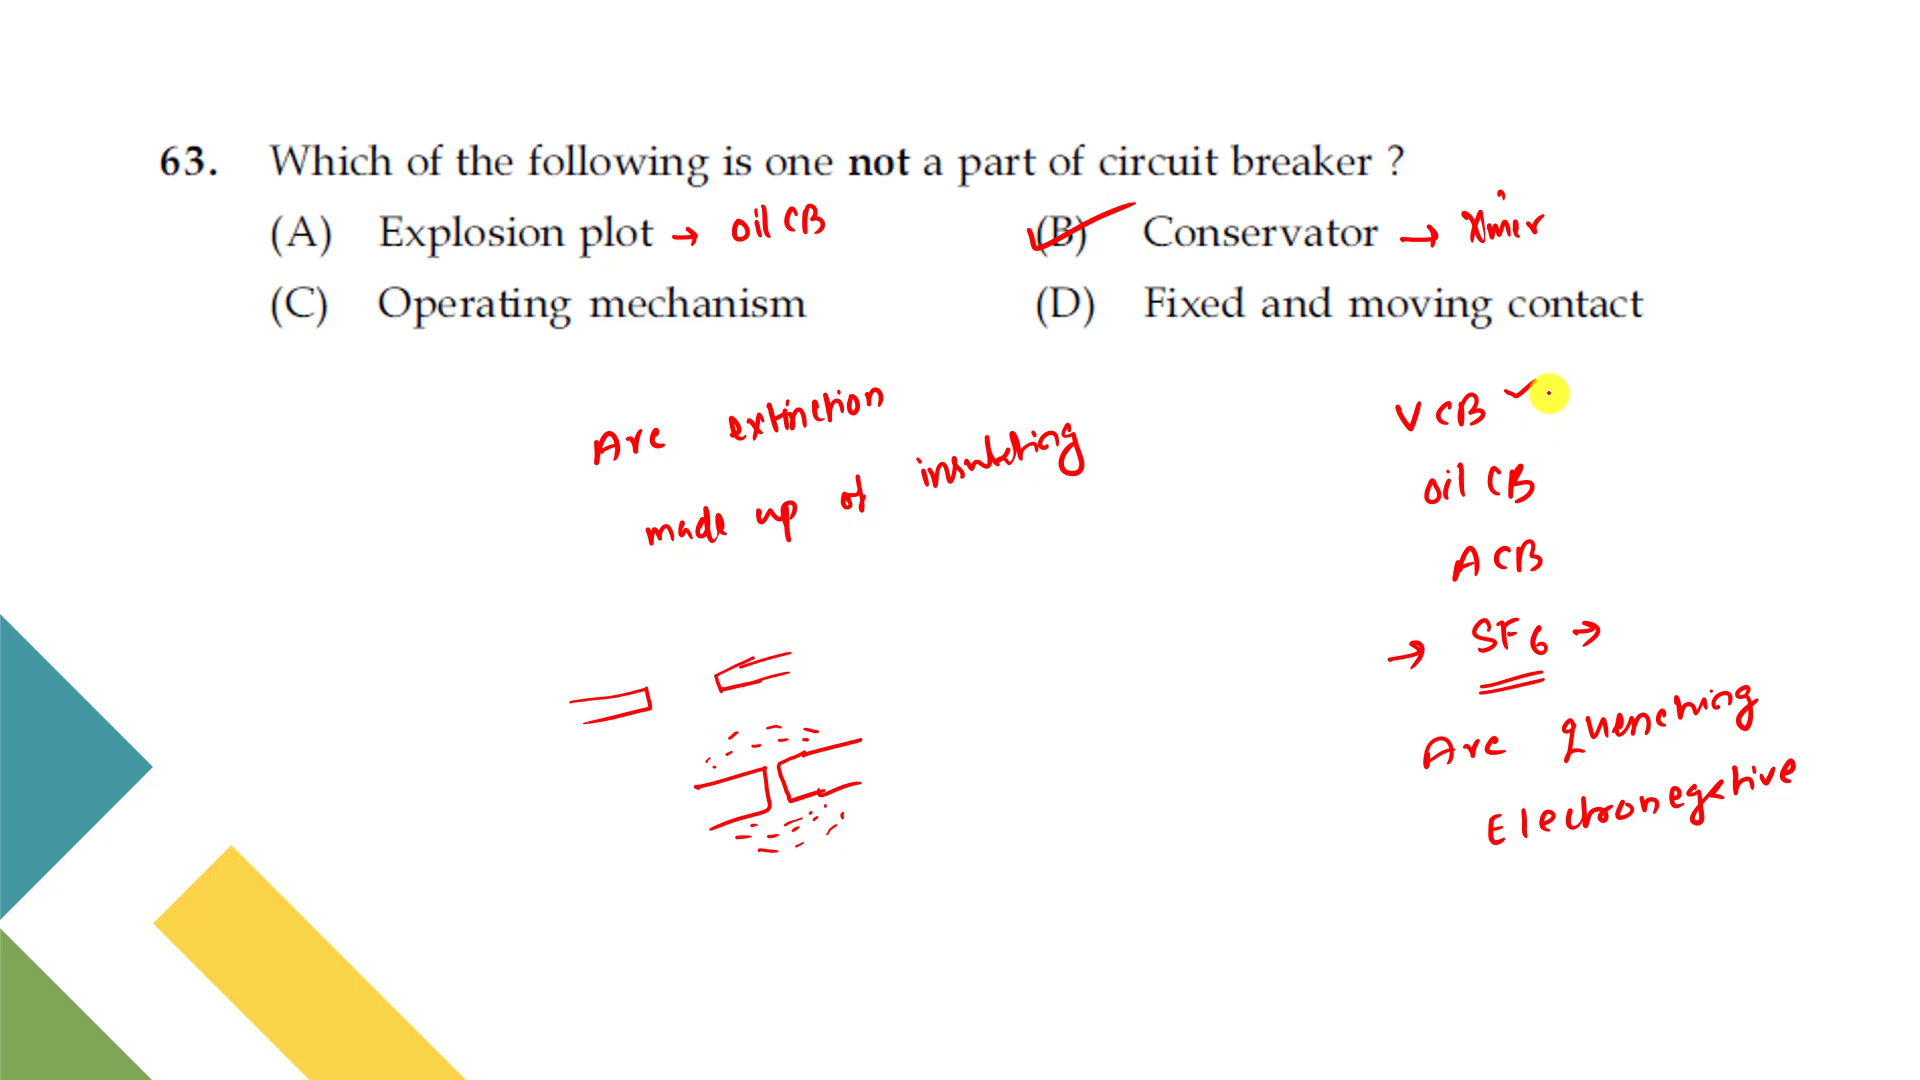 63. Which of the following is one not a part of circuit breaker ?
(A) Explosion plot → oil CB (B) Conservator → Xmer
(C) Operating mechanism (D) Fixed and moving contact
Arc extinction
made up of insulating
VCB
oil CB
ACB
→ SF6 →
Arc quenching
Electronegative